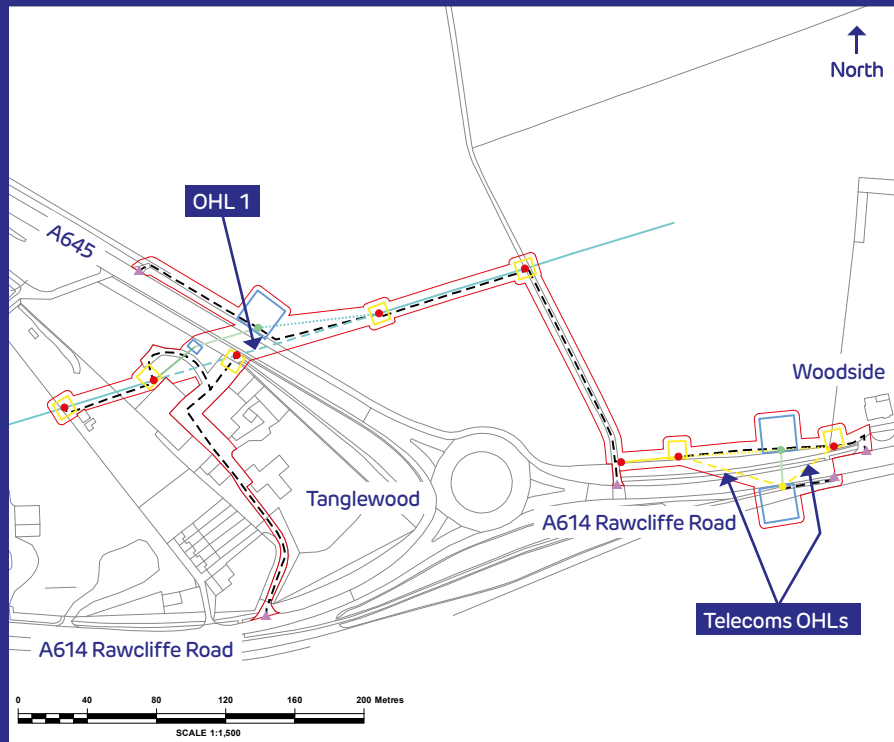 North
OHL 1
A645
Woodside
Tanglewood
A614 Rawcliffe Road
Telecoms OHLs
A614 Rawcliffe Road
0 40 80 120 160 200 Metres
SCALE 1:1,500